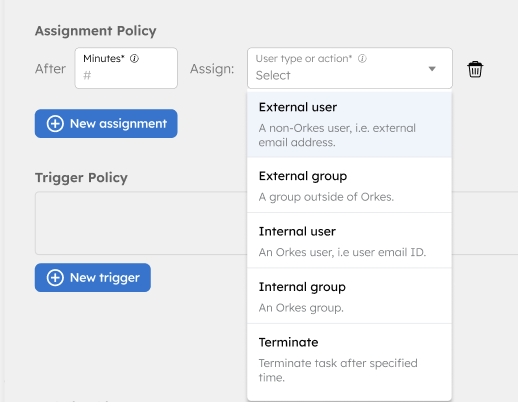 Assignment Policy
After
Minutes*
#
Assign:
User type or action*
Select
External user
A non-Orkes user, i.e. external
email address.
External group
A group outside of Orkes.
Internal user
An Orkes user, i.e user email ID.
Internal group
An Orkes group.
Terminate
Terminate task after specified
time.
New assignment
Trigger Policy
New trigger